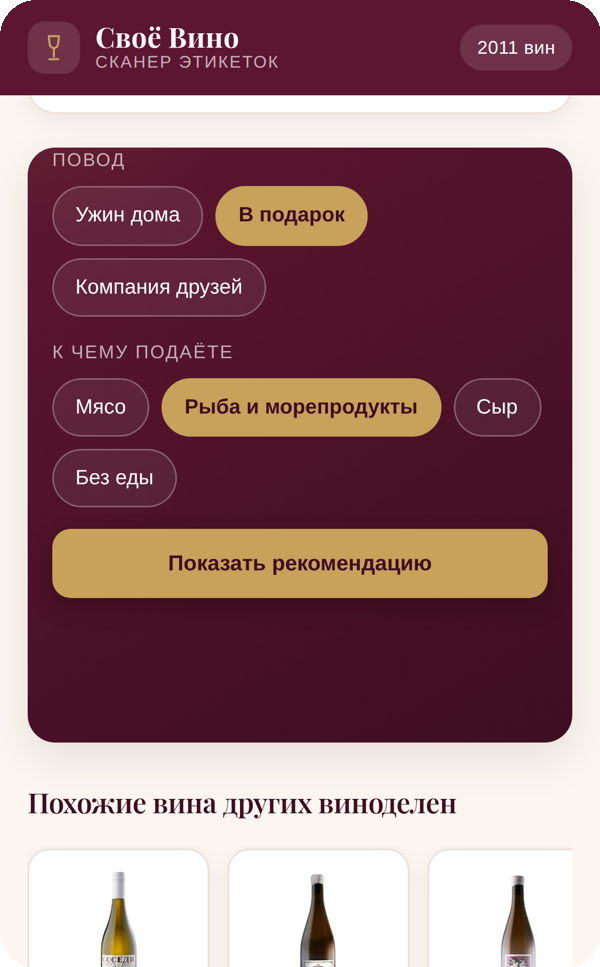 Своё Вино
СКАНЕР ЭТИКЕТОК
2011 вин
ПОВОД
Ужин дома
В подарок
Компания друзей
К ЧЕМУ ПОДАЁТЕ
Мясо
Рыба и морепродукты
Сыр
Без еды
Показать рекомендацию
Похожие вина других виноделен
СОСЕДИ